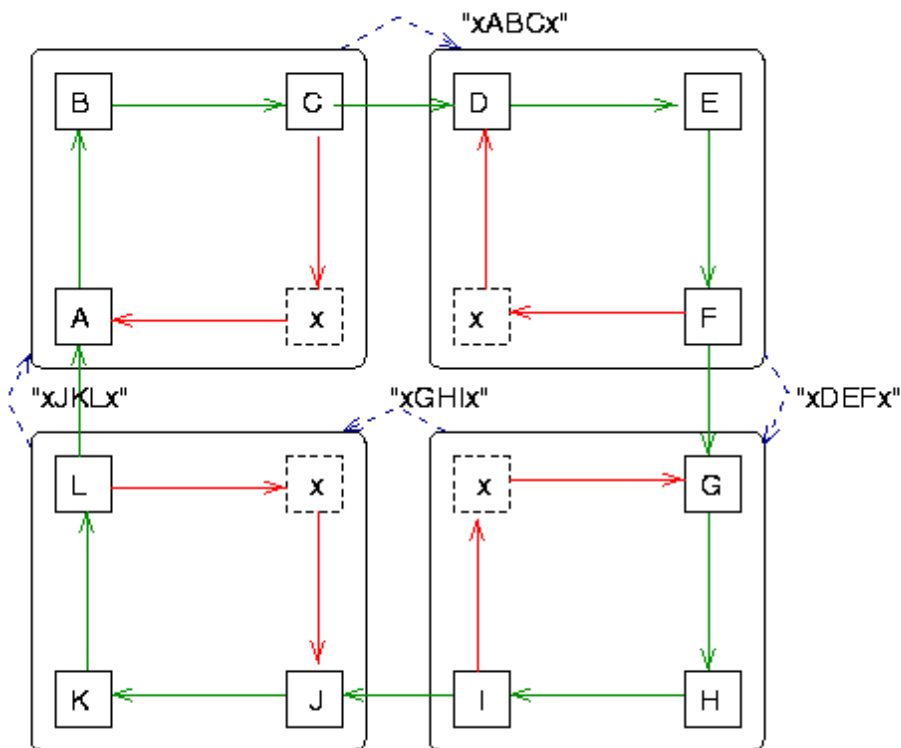 "xABCx"
B C D E
A x x F
"xJKLx" "xGHIx" "xDEFx"
L x x G
K J I H